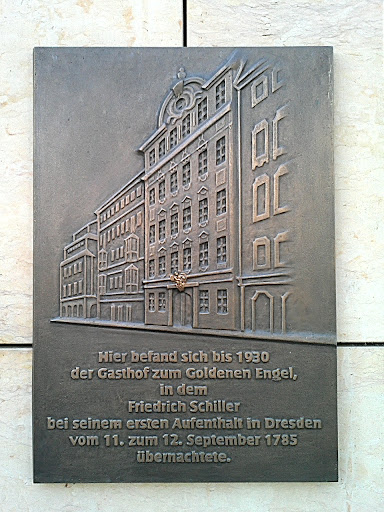 Hier befand sich bis 1930
der Gasthof zum Goldenen Engel,
in dem
Friedrich Schiller
bei seinem ersten Aufenthalt in Dresden
vom 11. zum 12. September 1785
übernachtete.